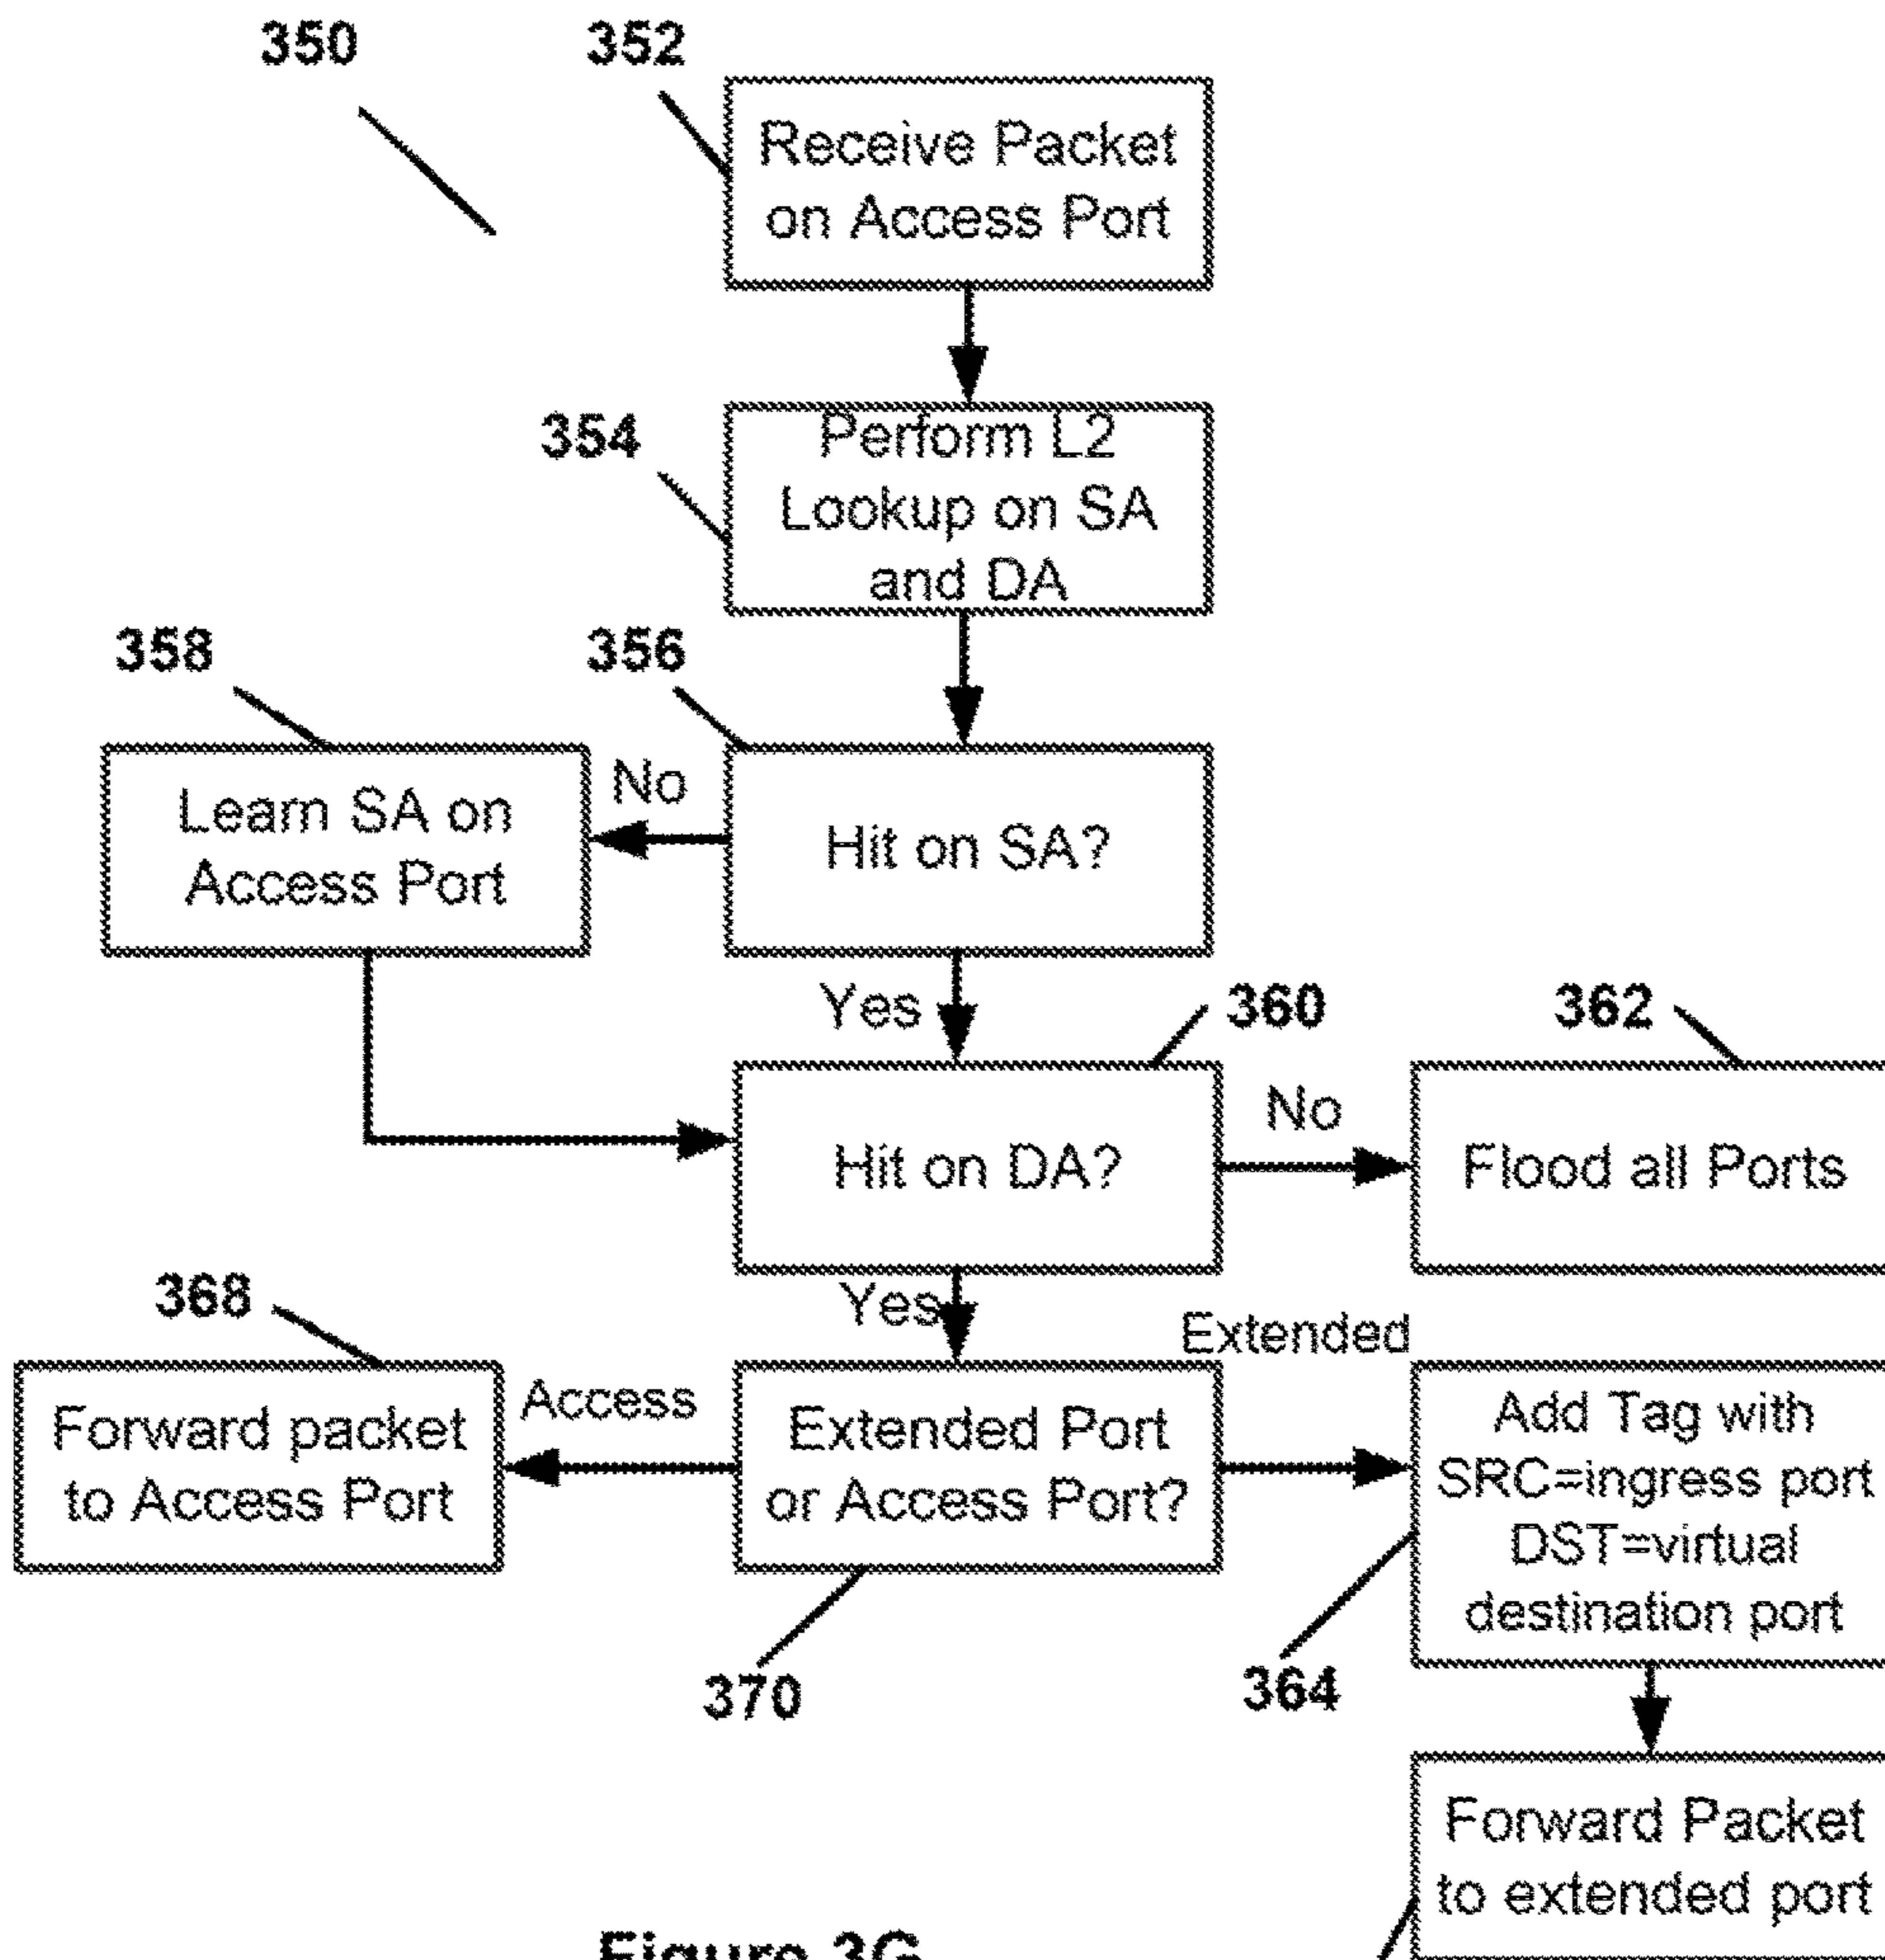 350
352
Receive Packet
on Access Port
354
Perform L2
Lookup on SA
and DA
358
356
Learn SA on
Access Port
No
Hit on SA?
Yes
360
362
Hit on DA?
No
Flood all Ports
368
Yes
Extended
Forward packet
to Access Port
Access
Extended Port
or Access Port?
Add Tag with
SRC=ingress port
DST=virtual
destination port
370
364
Forward Packet
to extended port
Figure 3G